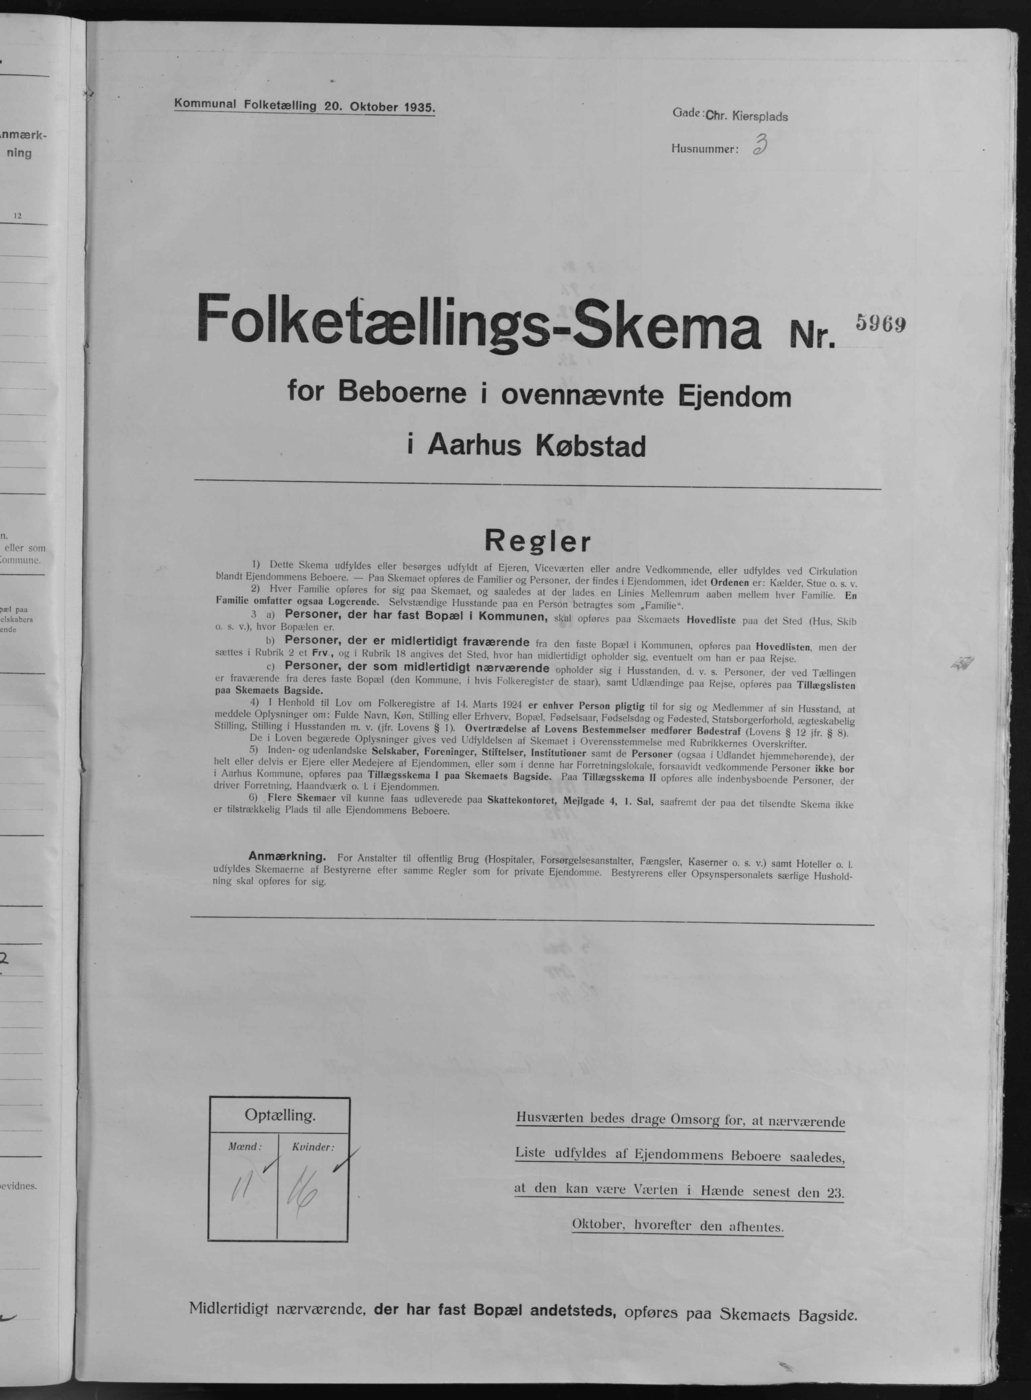 nmærk-
ning
12
n.
eller som
Commune.
pæl paa
elskabers
ende
2
evidnes.
Kommunal Folketælling 20. Oktober 1935.
Gade: Chr. Kiersplads
Husnummer: 3
Folketællings-Skema Nr. 5969
for Beboerne i ovennævnte Ejendom
i Aarhus Købstad
Regler
1) Dette Skema udfyldes eller besørges udfyldt af Ejeren, Viceværten eller andre Vedkommende, eller udfyldes ved Cirkulation
blandt Ejendommens Beboere. — Paa Skemaet opføres de Familier og Personer, der findes i Ejendommen, idet Ordenen er: Kælder, Stue o. s. v.
2) Hver Familie opføres for sig paa Skemaet, og saaledes at der lades en Linies Mellemrum aaben mellem hver Familie. En
Familie omfatter ogsaa Logerende. Selvstændige Husstande paa en Person betragtes som „Familie“.
3 a) Personer, der har fast Bopæl i Kommunen, skal opføres paa Skemaets Hovedliste paa det Sted (Hus, Skib
o. s. v.), hvor Bopælen er.
b) Personer, der er midlertidigt fraværende fra den faste Bopæl i Kommunen, opføres paa Hovedlisten, men der
sættes i Rubrik 2 et Frv., og i Rubrik 18 angives det Sted, hvor han midlertidigt opholder sig, eventuelt om han er paa Rejse.
c) Personer, der som midlertidigt nærværende opholder sig i Husstanden, d. v. s. Personer, der ved Tællingen
er fraværende fra deres faste Bopæl (den Kommune, i hvis Folkeregister de staar), samt Udlændinge paa Rejse, opføres paa Tillægslisten
paa Skemaets Bagside.
4) I Henhold til Lov om Folkeregistre af 14. Marts 1924 er enhver Person pligtig til for sig og Medlemmer af sin Husstand, at
meddele Oplysninger om: Fulde Navn, Køn, Stilling eller Erhverv, Bopæl, Fødselsaar, Fødselsdag og Fødested, Statsborgerforhold, ægteskabelig
Stilling, Stilling i Husstanden m. v. (jfr. Lovens § 1). Overtrædelse af Lovens Bestemmelser medfører Bødestraf (Lovens § 12 jfr. § 8).
De i Loven begærede Oplysninger gives ved Udfyldelsen af Skemaet i Overensstemmelse med Rubrikkernes Overskrifter.
5) Inden- og udenlandske Selskaber, Foreninger, Stiftelser, Institutioner samt de Personer (ogsaa i Udlandet hjemmehørende), der
helt eller delvis er Ejere eller Medejere af Ejendommen, eller som i denne har Forretningslokale, forsaavidt vedkommende Personer ikke bor
i Aarhus Kommune, opføres paa Tillægsskema I paa Skemaets Bagside. Paa Tillægsskema II opføres alle indenbysboende Personer, der
driver Forretning, Haandværk o. l. i Ejendommen.
6) Flere Skemaer vil kunne faas udleverede paa Skattekontoret, Mejlgade 4, 1. Sal, saafremt der paa det tilsendte Skema ikke
er tilstrækkelig Plads til alle Ejendommens Beboere.
Anmærkning. For Anstalter til offentlig Brug (Hospitaler, Forsørgelsesanstalter, Fængsler, Kaserner o. s. v.) samt Hoteller o. l.
udfyldes Skemaerne af Bestyrerne efter samme Regler som for private Ejendomme. Bestyrerens eller Opsynspersonalets særlige Hushold-
ning skal opføres for sig.
Optælling.
Mænd: Kvinder:
11 16
Husværten bedes drage Omsorg for, at nærværende
Liste udfyldes af Ejendommens Beboere saaledes,
at den kan være Værten i Hænde senest den 23.
Oktober, hvorefter den afhentes.
Midlertidigt nærværende, der har fast Bopæl andetsteds, opføres paa Skemaets Bagside.